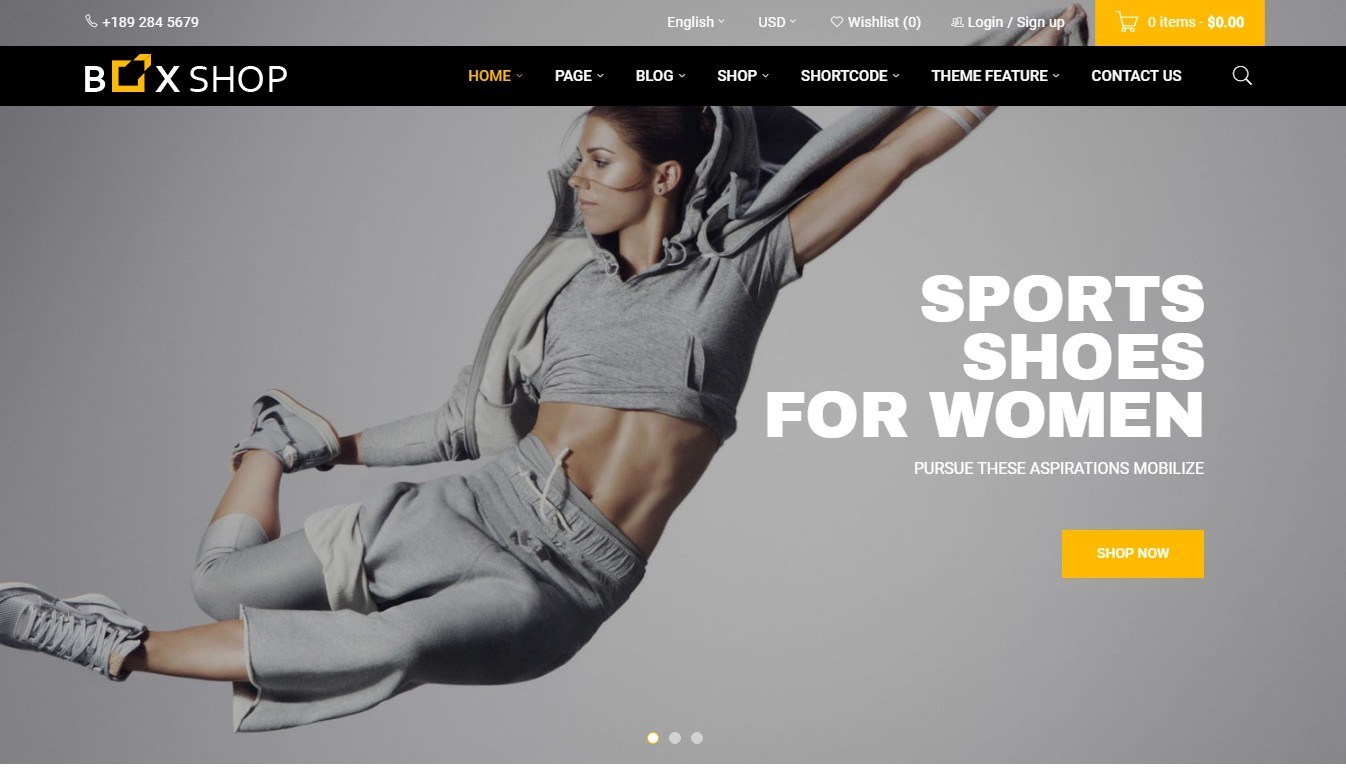 +189 284 5679
English
USD
Wishlist (0)
Login / Sign up
0 items - $0.00
BOX SHOP
HOME
PAGE
BLOG
SHOP
SHORTCODE
THEME FEATURE
CONTACT US
SPORTS
SHOES
FOR WOMEN
PURSUE THESE ASPIRATIONS MOBILIZE
SHOP NOW